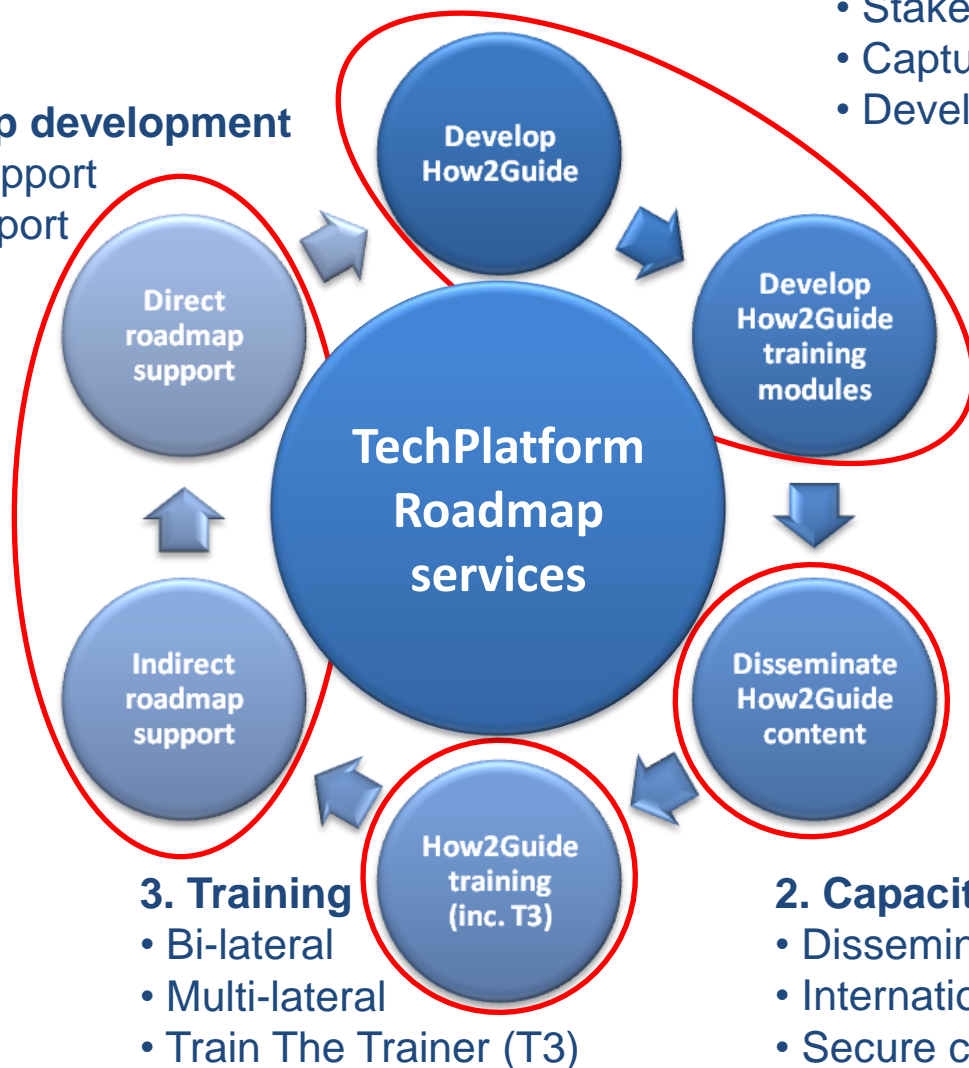 • Stake
• Captu
• Devel
p development
upport
port
Develop
How2Guide
Develop
How2Guide
training
modules
Direct
roadmap
support
TechPlatform
Roadmap
services
Indirect
roadmap
support
Disseminate
How2Guide
content
How2Guide
training
(inc. T3)
3. Training
• Bi-lateral
• Multi-lateral
• Train The Trainer (T3)
2. Capacit
• Dissemin
• Internatio
• Secure c